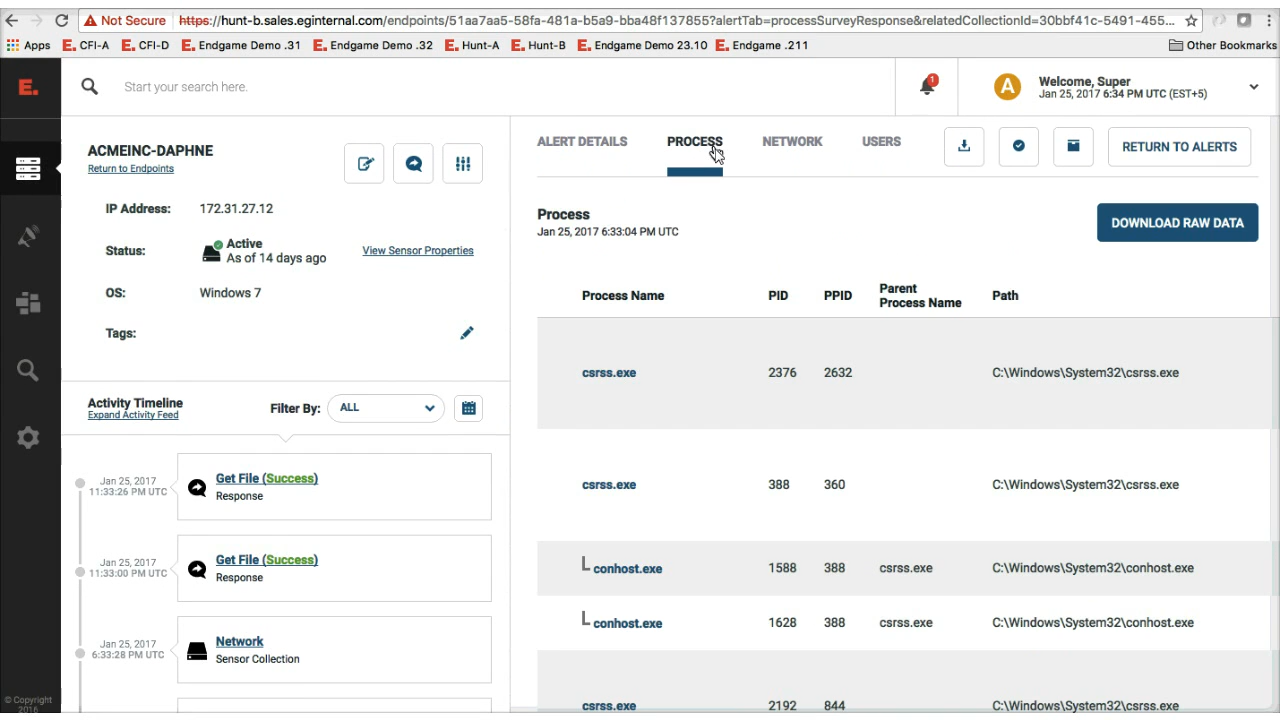 Not Secure https://hunt-b.sales.eginternal.com/endpoints/51aa7aa5-58fa-481a-b5a9-bba48f13785b?alertTab=processSurveyResponse&relatedCollectionId=30bbf41c-5491-455...
Apps E. CFI-A E. CFI-D E. Endgame Demo .31 E. Endgame Demo .32 E. Hunt-A E. Hunt-B E. Endgame Demo 23.10 E. Endgame .211 Other Bookmarks
E. Start your search here. 1 A Welcome, Super
Jan 25, 2017 6:34 PM UTC (EST+5)
ACMEINC-DAPHNE
Return to Endpoints
IP Address: 172.31.27.12
Status: Active
As of 14 days ago
View Sensor Properties
OS: Windows 7
Tags:
Activity Timeline
Expand Activity Feed
Filter By: ALL
Jan 25, 2017
11:33:26 PM UTC
Get File (Success)
Response
Jan 25, 2017
11:33:00 PM UTC
Get File (Success)
Response
Jan 25, 2017
6:33:28 PM UTC
Network
Sensor Collection
© Copyright
2016
ALERT DETAILS PROCESS NETWORK USERS RETURN TO ALERTS
Process
Jan 25, 2017 6:33:04 PM UTC
DOWNLOAD RAW DATA
Process Name PID PPID Parent Process Name Path
csrss.exe 2376 2632 C:\Windows\System32\csrss.exe
csrss.exe 388 360 C:\Windows\System32\csrss.exe
conhost.exe 1588 388 csrss.exe C:\Windows\System32\conhost.exe
conhost.exe 1628 388 csrss.exe C:\Windows\System32\conhost.exe
csrss.exe 2192 844 C:\Windows\System32\csrss.exe